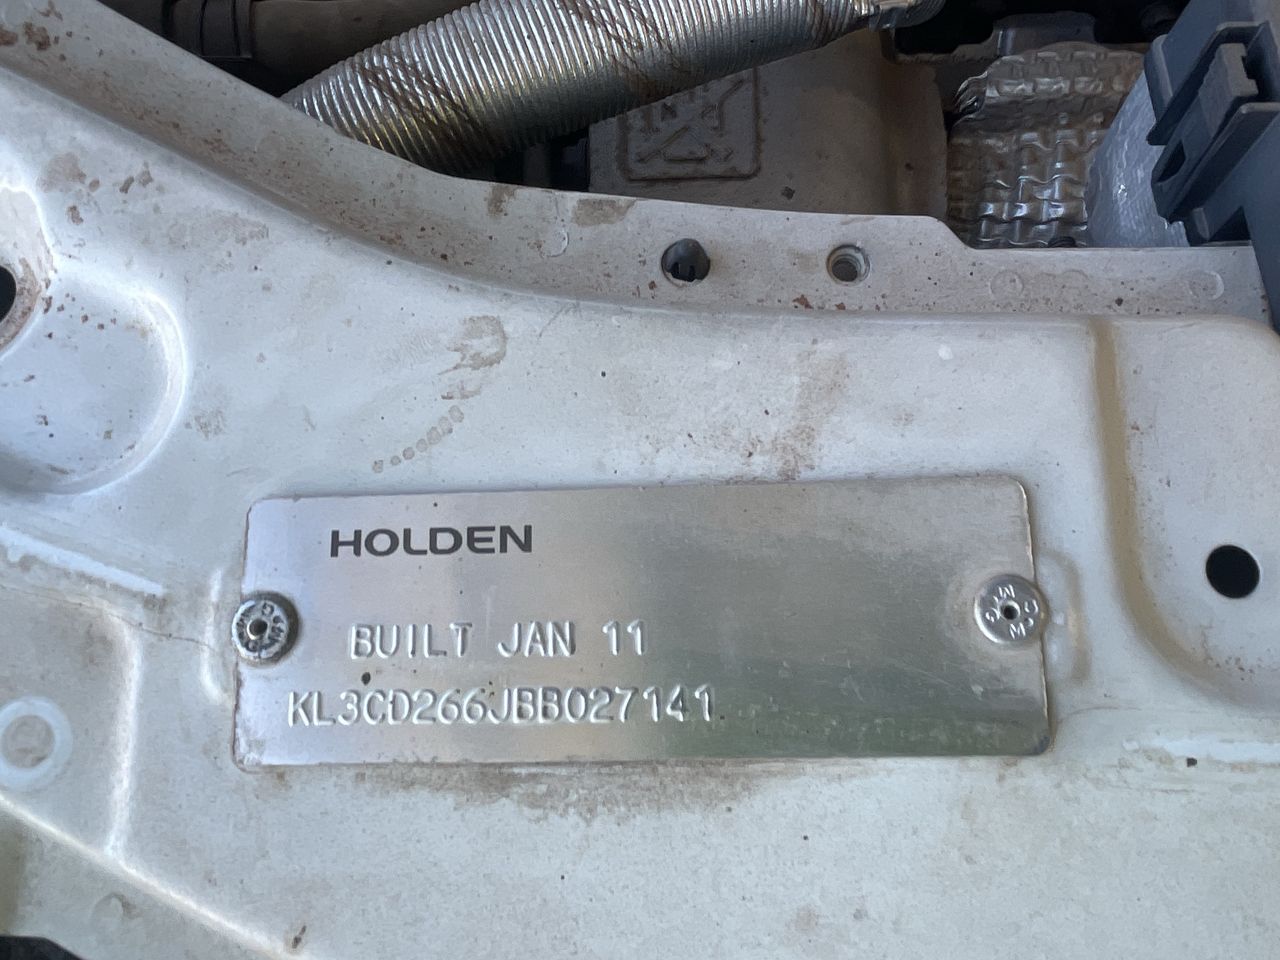 HOLDEN
BUILT JAN 11
KL3CD266JBB027141